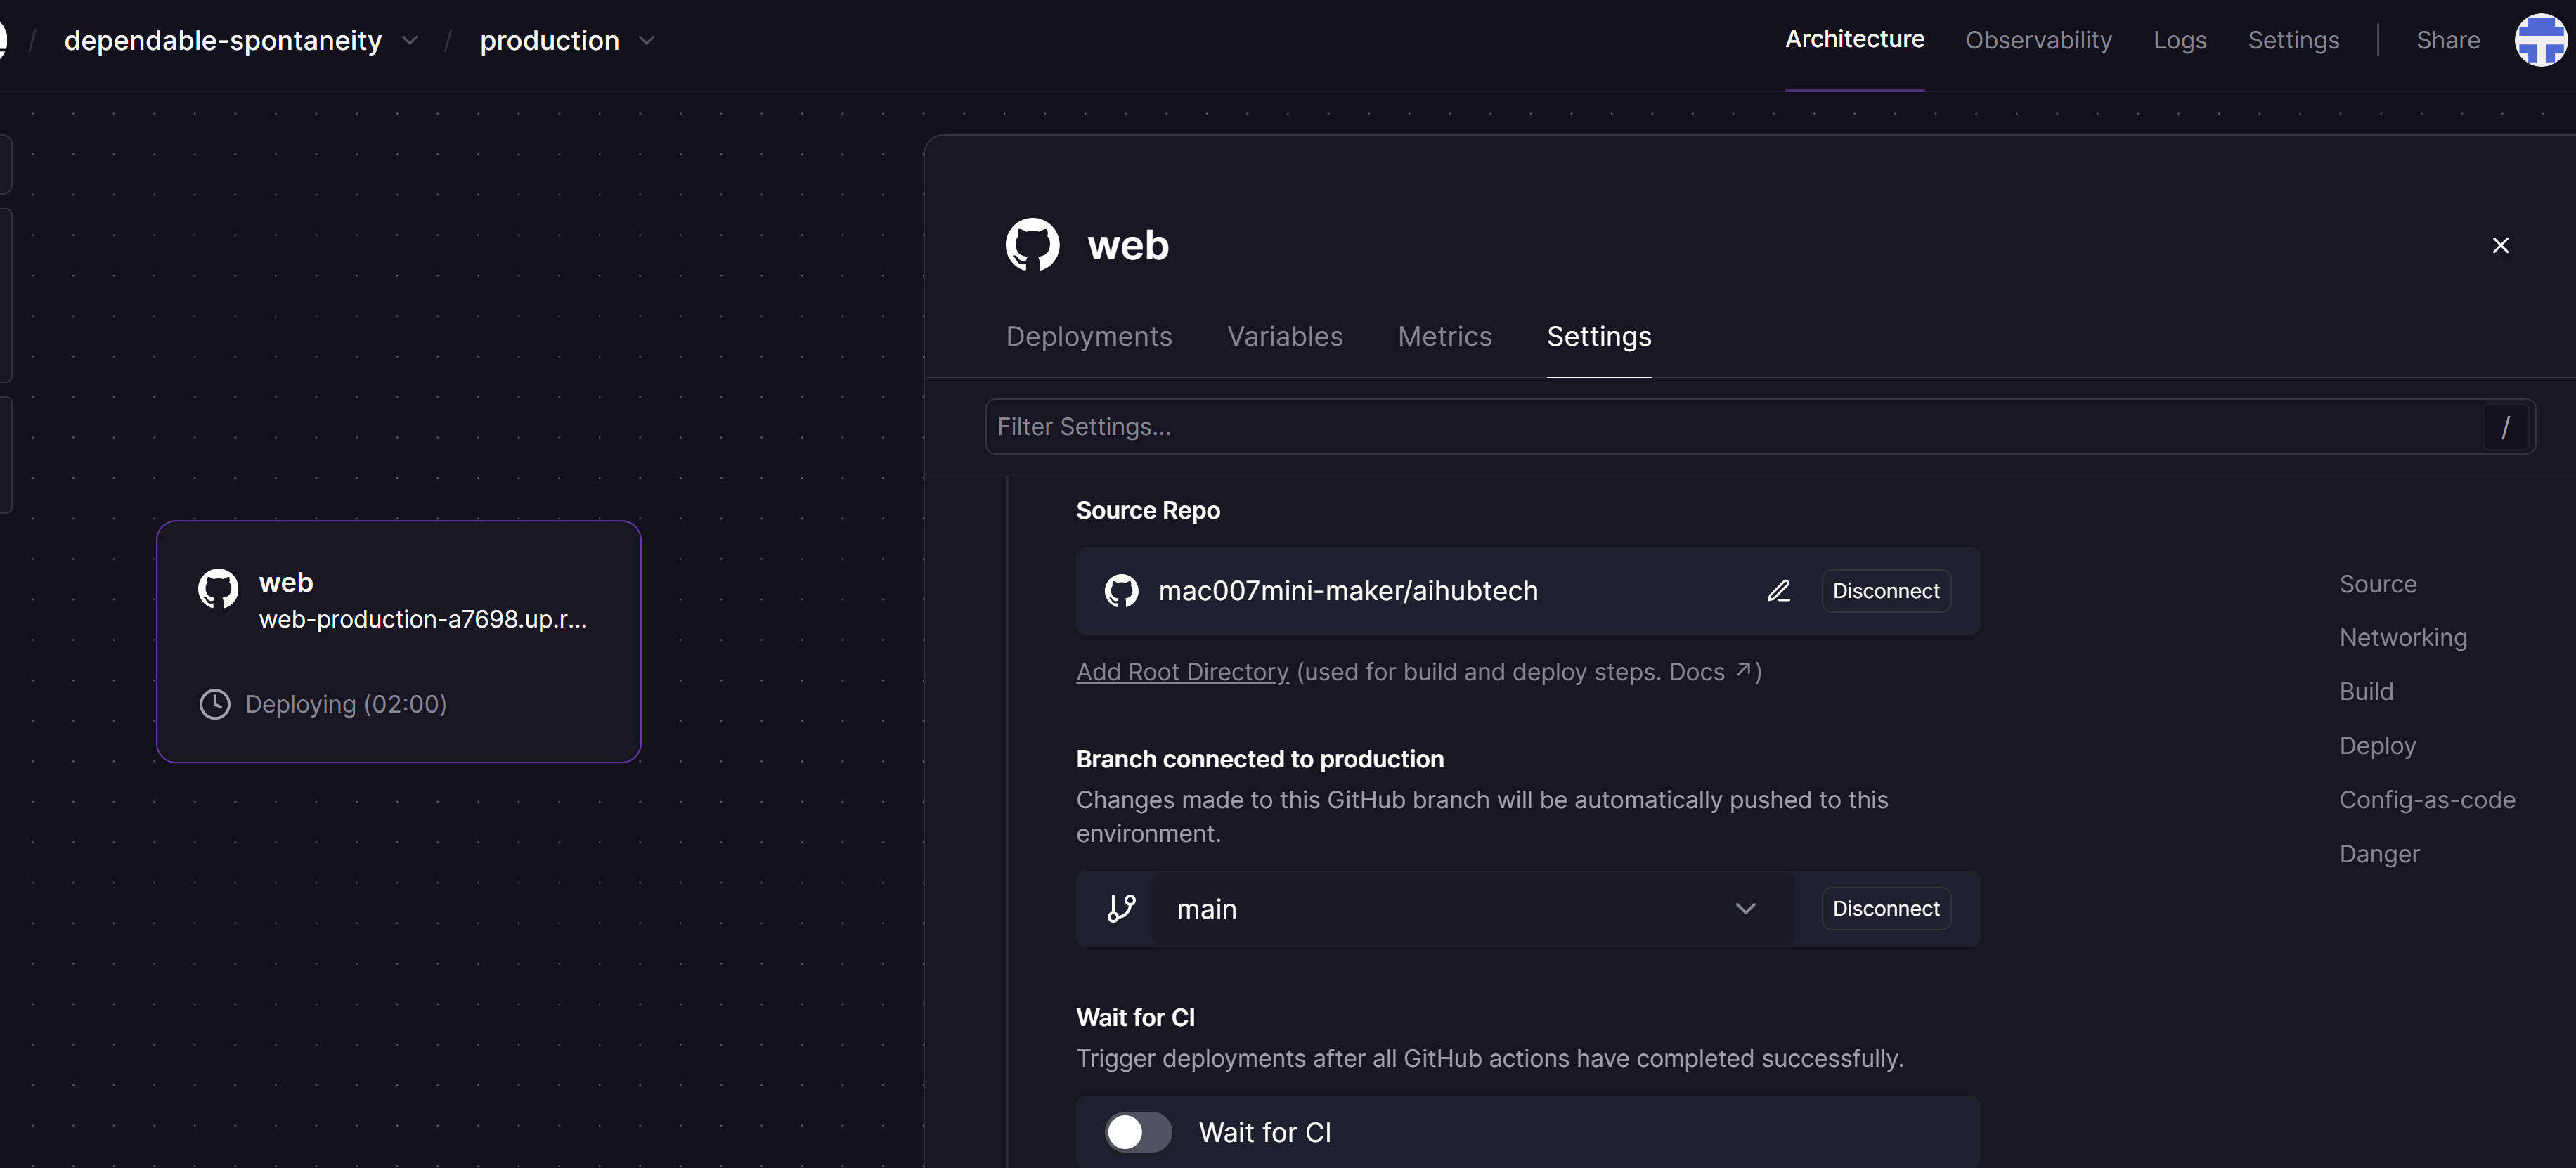 / dependable-spontaneity / production
Architecture Observability Logs Settings Share
web
Deployments Variables Metrics Settings
Filter Settings... /
web
web-production-a7698.up.r...
Deploying (02:00)
Source Repo
mac007mini-maker/aihubtech Disconnect
Add Root Directory (used for build and deploy steps. Docs ↗)
Branch connected to production
Changes made to this GitHub branch will be automatically pushed to this
environment.
main Disconnect
Wait for CI
Trigger deployments after all GitHub actions have completed successfully.
Wait for CI
Source
Networking
Build
Deploy
Config-as-code
Danger